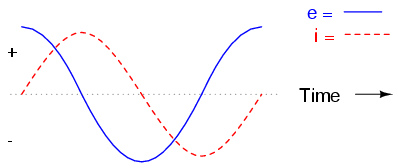 e =
i =
+
Time
-